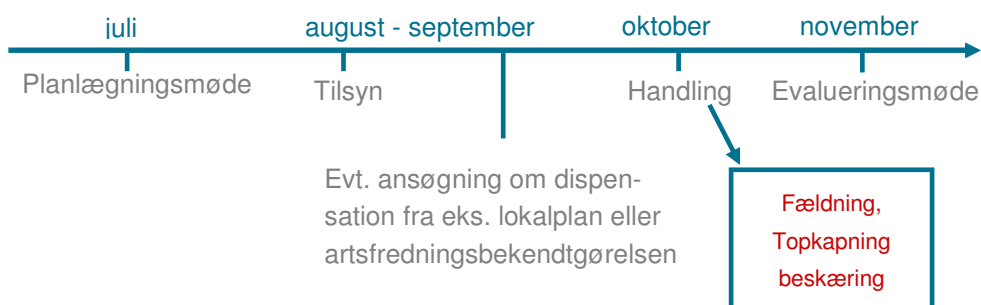 juli
august - september
oktober
november
Planlægningsmøde
Tilsyn
Handling
Evalueringsmøde
Evt. ansøgning om dispen-
sation fra eks. lokalplan eller
artsfredningsbekendtgørelsen
Fældning,
Topkapning
beskæring